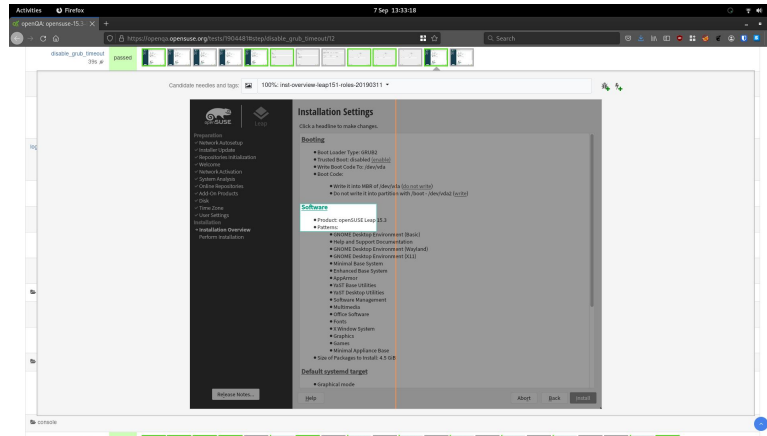 Activities
Firefox
7 Sep 13:33:18
openQA: opensuse-15.3-
https://openqa.opensuse.org/tests/1904481#step/disable_grub_timeout/12
Search
disable_grub_timeout
09s
passed
Candidate needles and tags:
100%: inst-overview-leap151-roles-20190311
openSUSE
Leap
Preparation
Network Autosetup
Installer Update
Repositories Initialization
Welcome
Network Activation
System Analysis
Online Repositories
Add-On Products
Disk
Time Zone
User Settings
Installation
Installation Overview
Perform Installation
Release Notes...
Installation Settings
Click a headline to make changes.
Booting
Boot Loader Type: GRUB2
Trusted Boot: disabled (enable)
Write Boot Code To: /dev/vda
Boot Code:
Write it into MBR of /dev/vda (do not write)
Do not write it into partition with /boot - /dev/vda2 (write)
Software
Product: openSUSE Leap 15.3
Patterns:
GNOME Desktop Environment (Basic)
Help and Support Documentation
GNOME Desktop Environment (Wayland)
GNOME Desktop Environment (X11)
Minimal Base System
Enhanced Base System
AppArmor
YaST Base Utilities
YaST Desktop Utilities
Software Management
Multimedia
Office Software
Fonts
X Window System
Graphics
Games
Minimal Appliance Base
Size of Packages to Install: 4.5 GiB
Default systemd target
Graphical mode
Help
Abort
Back
Install
log
console